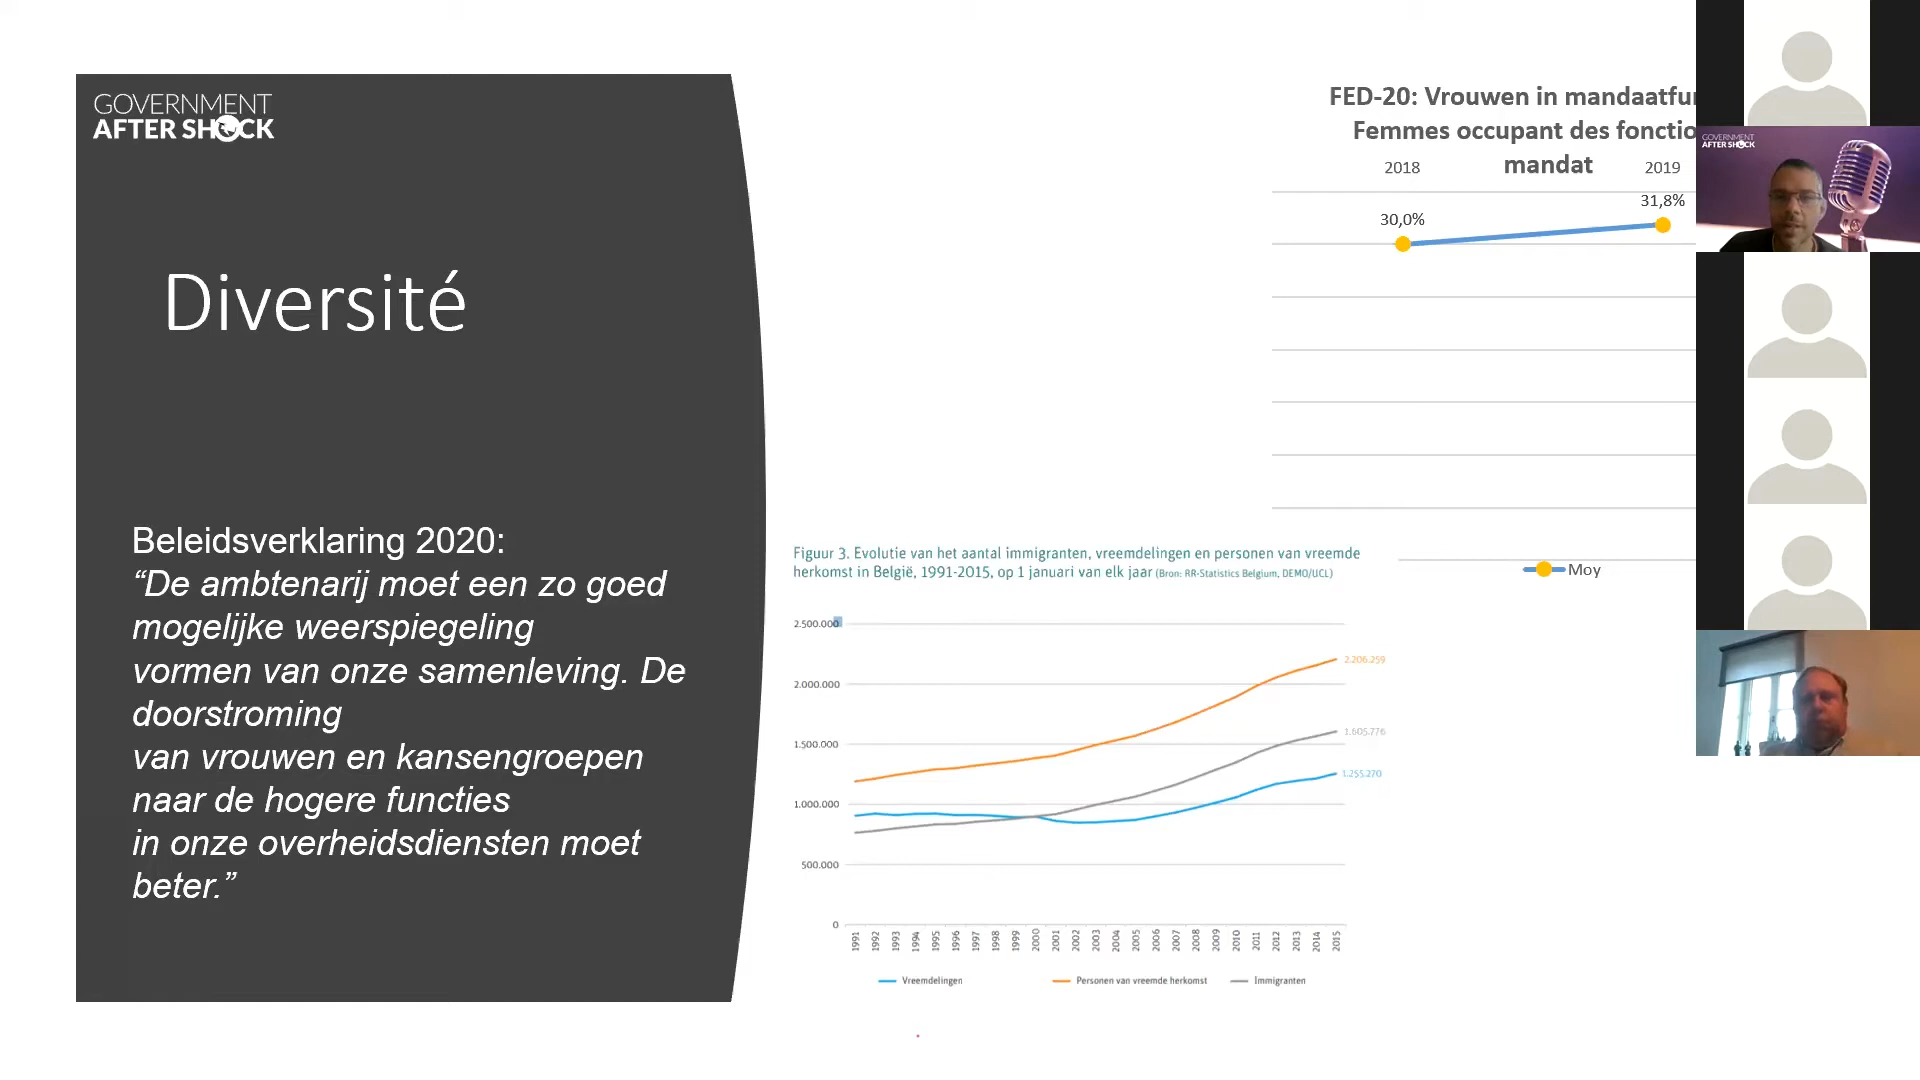 GOVERNMENT
AFTER SHOCK
Diversité
Beleidsverklaring 2020:
“De ambtenarij moet een zo goed
mogelijke weerspiegeling
vormen van onze samenleving. De
doorstroming
van vrouwen en kansengroepen
naar de hogere functies
in onze overheidsdiensten moet
beter.”
FED-20: Vrouwen in mandaatfu
Femmes occupant des fonctio
mandat
2018
2019
30,0%
31,8%
Moy
Figuur 3. Evolutie van het aantal immigranten, vreemdelingen en personen van vreemde
herkomst in België, 1991-2015, op 1 januari van elk jaar (Bron: RR-Statistics Belgium, DEMO/UCL)
2.500.000
2.000.000
1.500.000
1.000.000
500.000
0
2.206.259
1.605.776
1.255.270
1991 1992 1993 1994 1995 1996 1997 1998 1999 2000 2001 2002 2003 2004 2005 2006 2007 2008 2009 2010 2011 2012 2013 2014 2015
Vreemdelingen Personen van vreemde herkomst Immigranten
GOVERNMENT
AFTER SHOCK